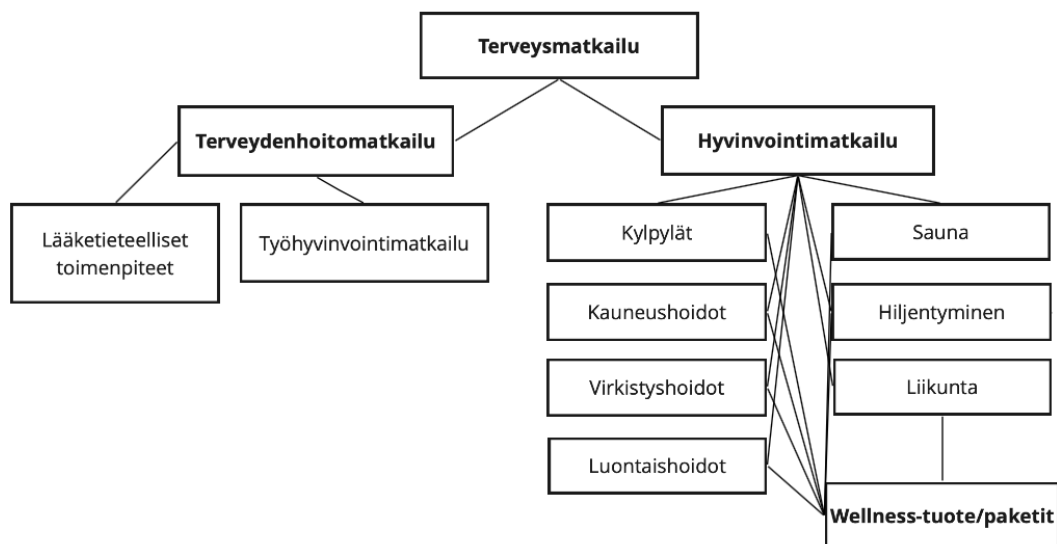 Terveysmatkailu
Terveydenhoitomatkailu
Hyvinvointimatkailu
Lääketieteelliset
toimenpiteet
Työhyvinvointimatkailu
Kylpylät
Sauna
Kauneushoidot
Hiljentyminen
Virkistyshoidot
Liikunta
Luontaishoidot
Wellness-tuote/paketit